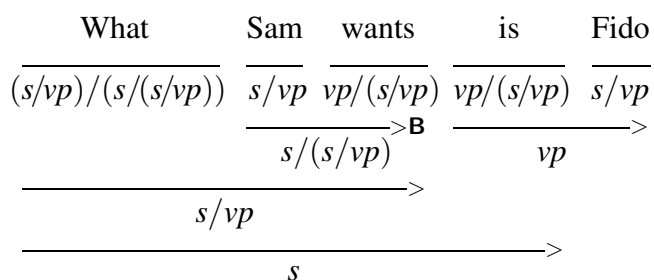 What Sam wants is Fido
(s/vp)/(s/(s/vp)) s/vp vp/(s/vp) vp/(s/vp) s/vp
>B >
s/(s/vp) vp
>
s/vp
>
s